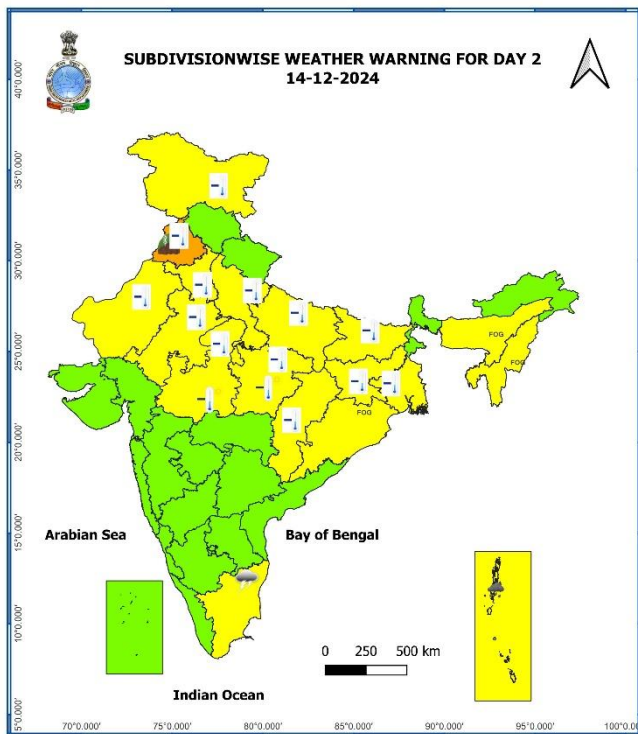 SUBDIVISIONWISE WEATHER WARNING FOR DAY 2
14-12-2024
40°0.000'
35°0.000'
30°0.000'
25°0.000'
20°0.000'
15°0.000'
10°0.000'
5°0.000'
FOG
FOG
FOG
Arabian Sea
Bay of Bengal
0 250 500 km
Indian Ocean
70°0.000' 75°0.000' 80°0.000' 85°0.000' 90°0.000' 95°0.000' 100°0.0